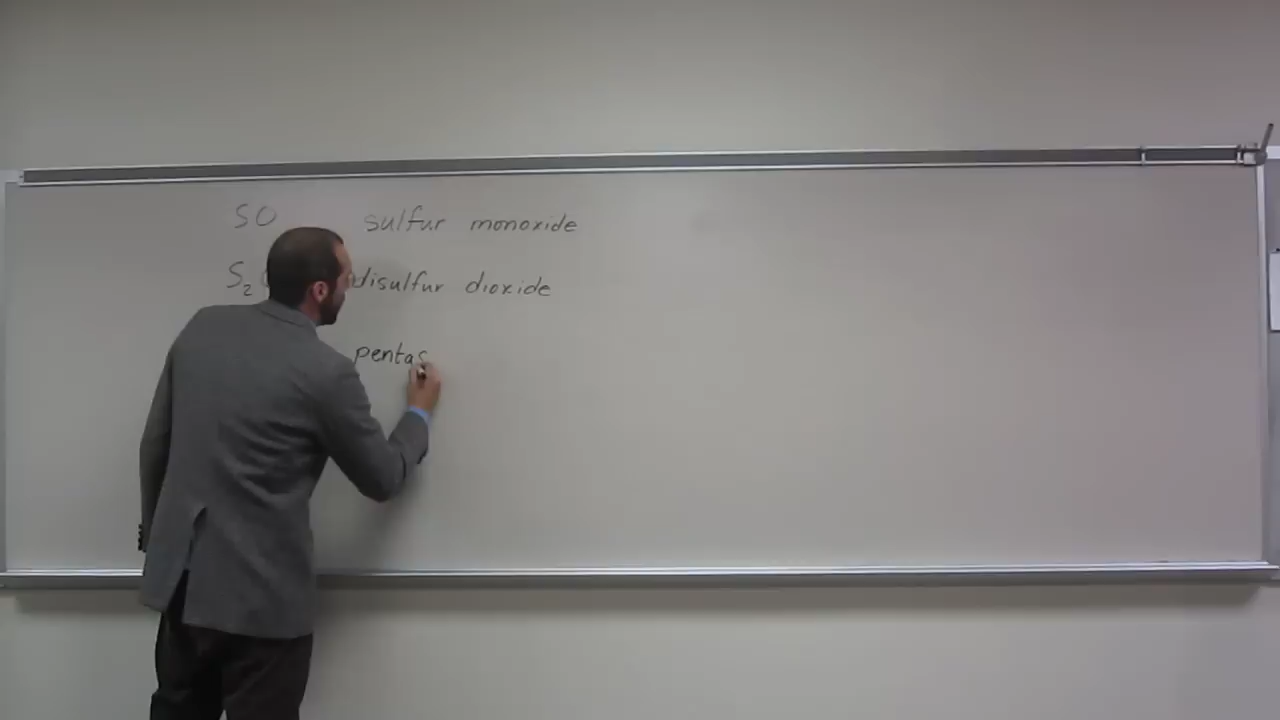 SO sulfur monoxide
S₂ disulfur dioxide
pentas